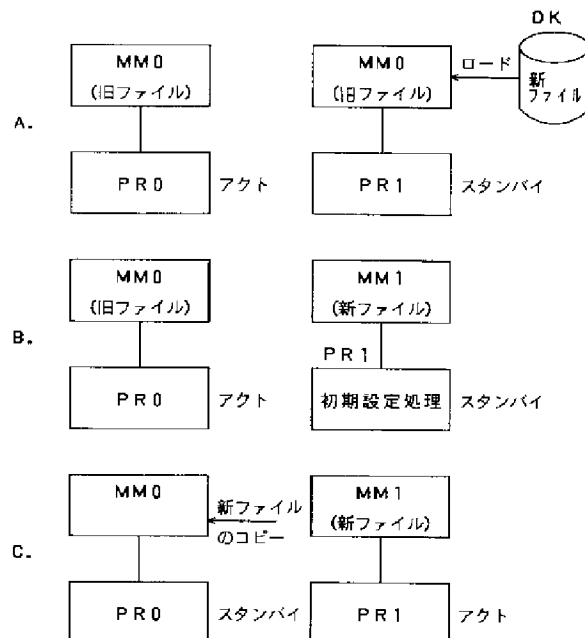 DK
MM0
(旧ファイル)
MM0
(旧ファイル)
ロード
新
ファイル
A.
PR0
アクト
PR1
スタンバイ
MM0
(旧ファイル)
MM1
(新ファイル)
B.
PR1
PR0
アクト
初期設定処理
スタンバイ
MM0
新ファイル
のコピー
MM1
(新ファイル)
C.
PR0
スタンバイ
PR1
アクト